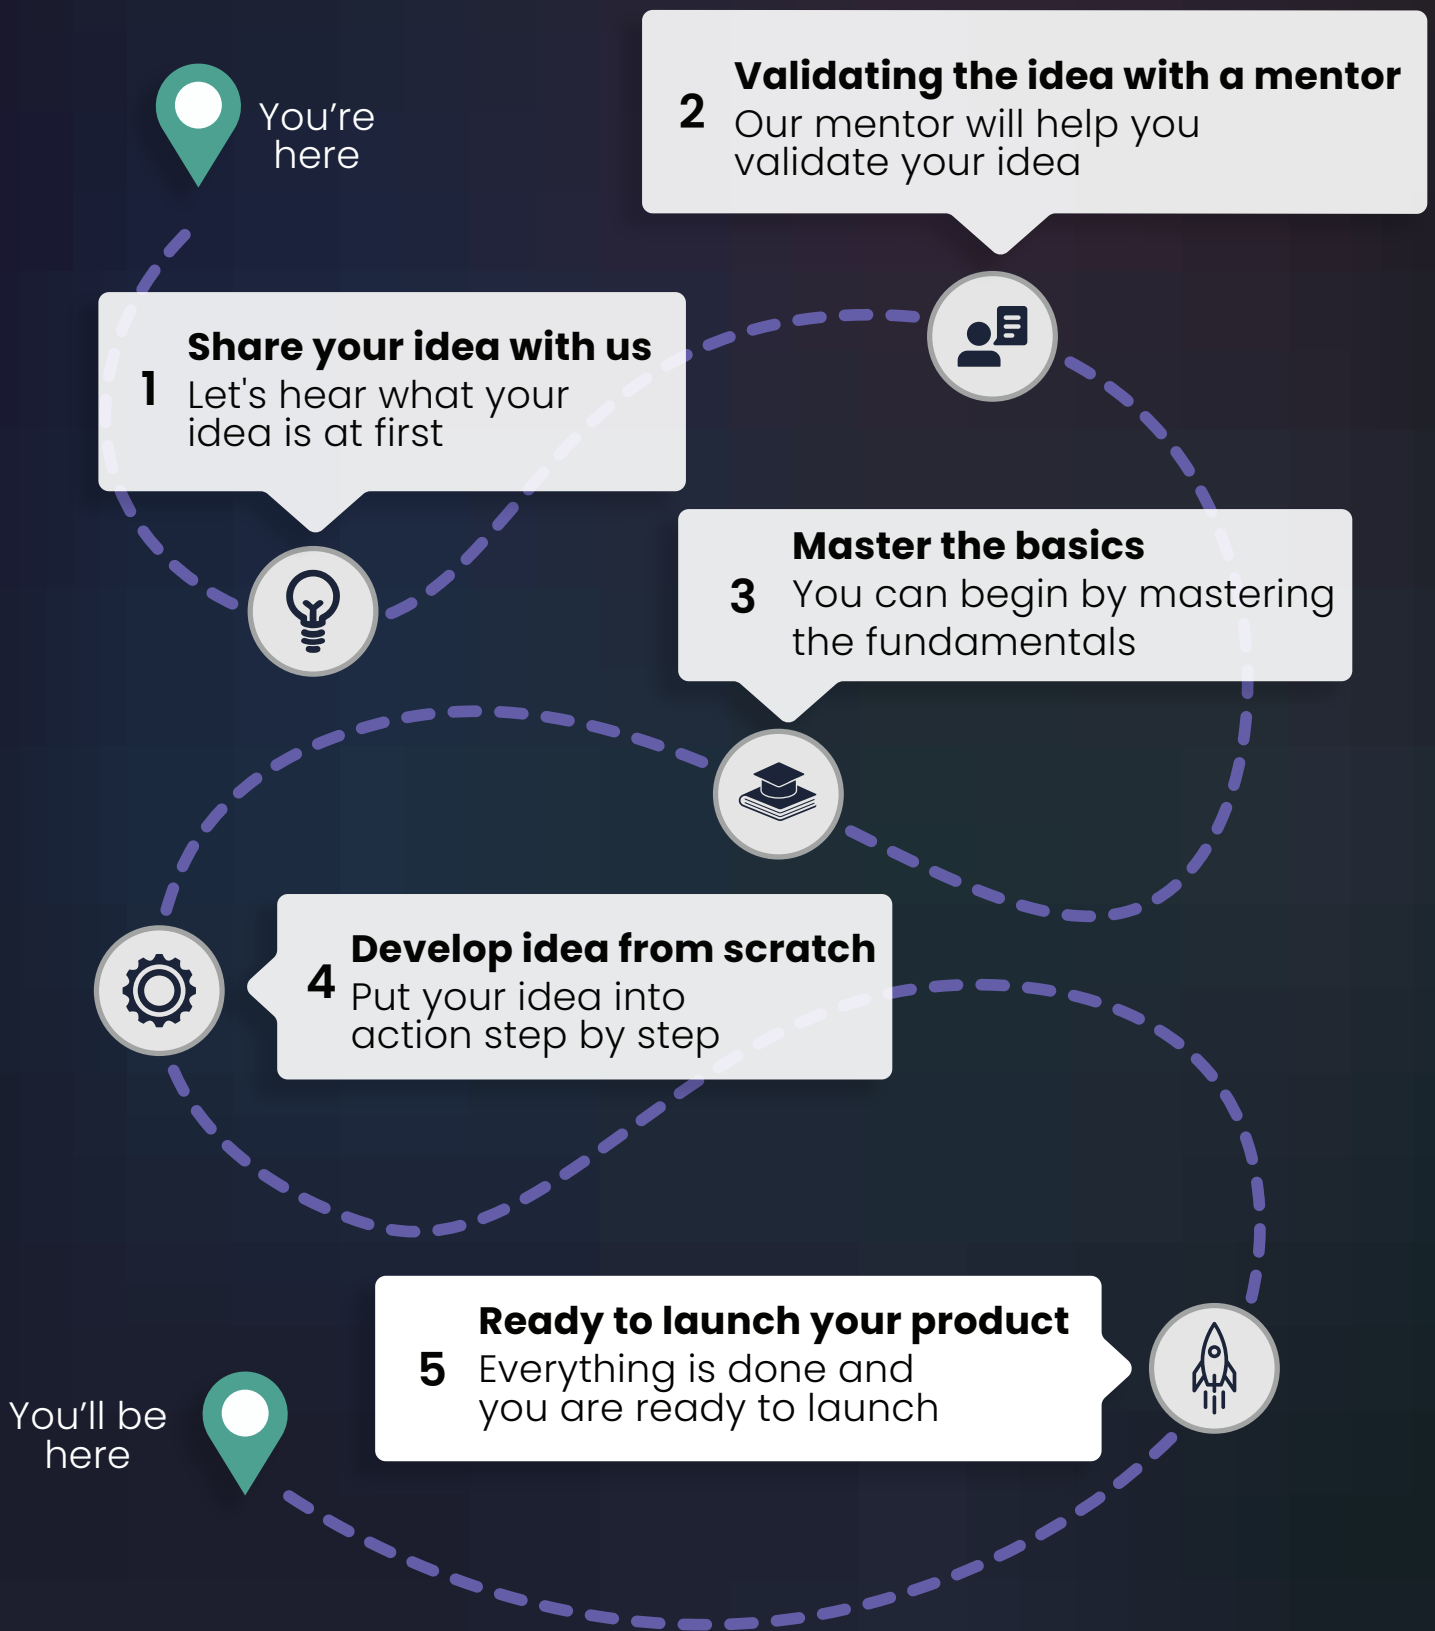 You're
here
1
Share your idea with us
Let's hear what your
idea is at first
2
Validating the idea with a mentor
Our mentor will help you
validate your idea
3
Master the basics
You can begin by mastering
the fundamentals
4
Develop idea from scratch
Put your idea into
action step by step
5
Ready to launch your product
Everything is done and
you are ready to launch
You'll be
here